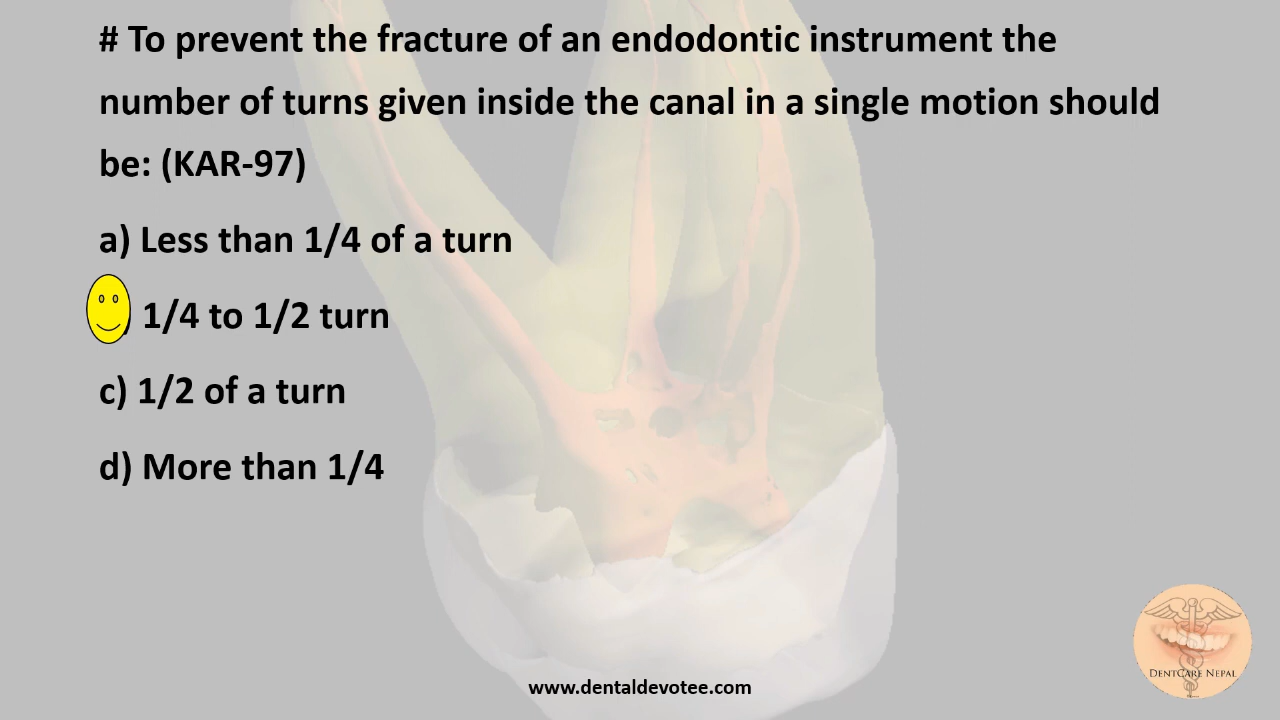 # To prevent the fracture of an endodontic instrument the
number of turns given inside the canal in a single motion should
be: (KAR-97)
a) Less than 1/4 of a turn
) 1/4 to 1/2 turn
c) 1/2 of a turn
d) More than 1/4
DENTCARE NEPAL
www.dentaldevotee.com